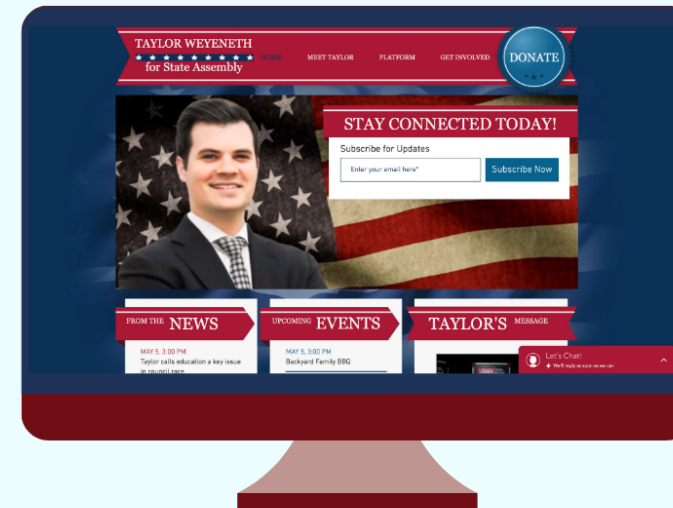 TAYLOR WEYENETH
for State Assembly
HOME MEET TAYLOR PLATFORM GET INVOLVED DONATE
STAY CONNECTED TODAY!
Subscribe for Updates
Enter your email here*
Subscribe Now
FROM THE NEWS
MAY 5, 3:00 PM
Taylor calls education a key issue
in council race
UPCOMING EVENTS
MAY 5, 3:00 PM
Backyard Family BBQ
TAYLOR'S MESSAGE
Let's Chat!
We'll reply as soon as we can